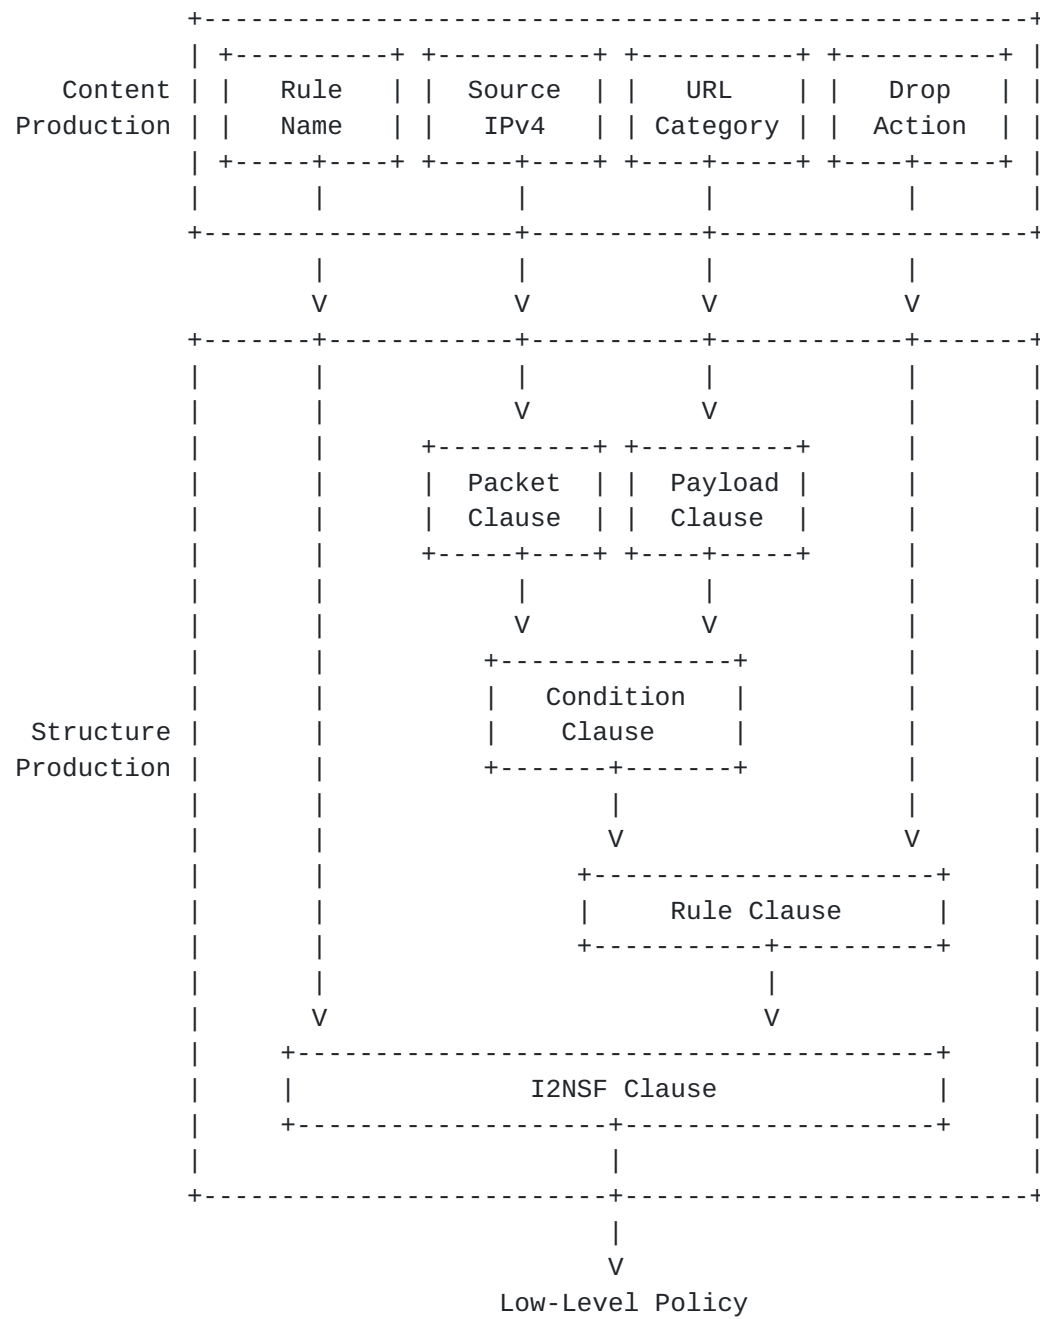 Rule Source URL Drop
Content
Production Name IPv4 Category Action
V V V V
V V
Packet Payload
Clause Clause
V V
Condition
Structure Clause
Production
V V
Rule Clause
V V
I2NSF Clause
V
Low-Level Policy